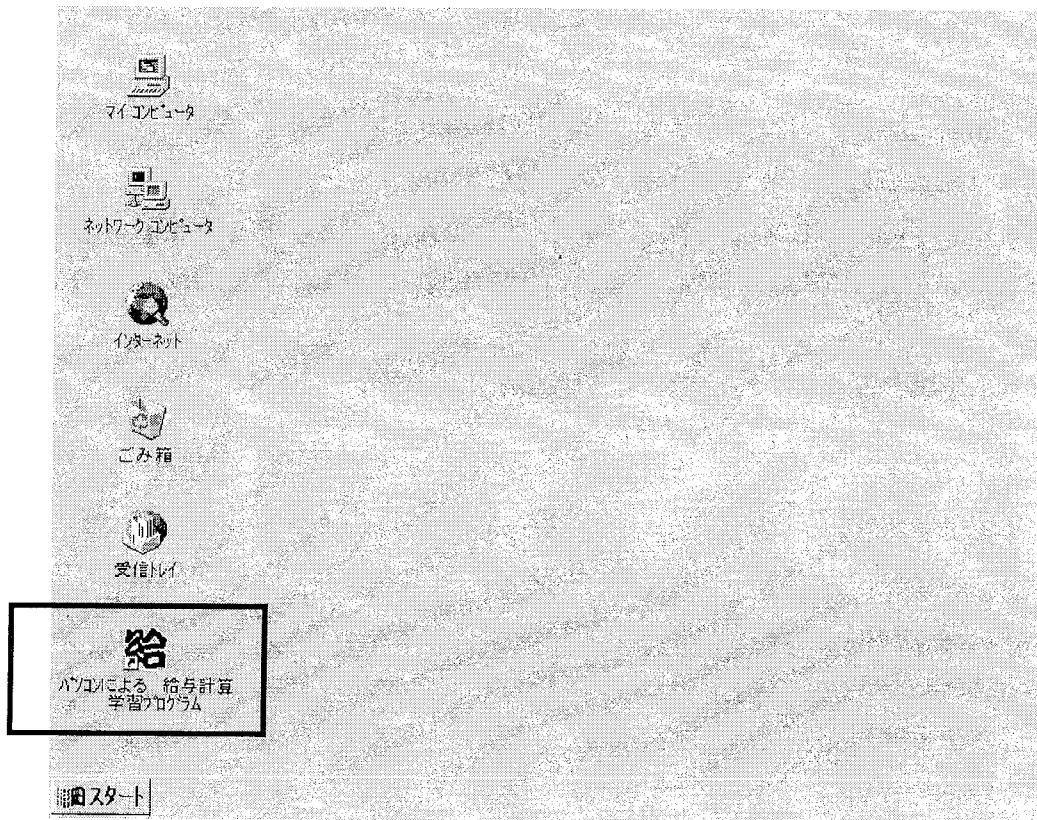 マイ コンピュータ
ネットワーク コンピュータ
インターネット
ごみ箱
受信トレイ
給
パソコンによる 給与計算
学習プログラム
スタート